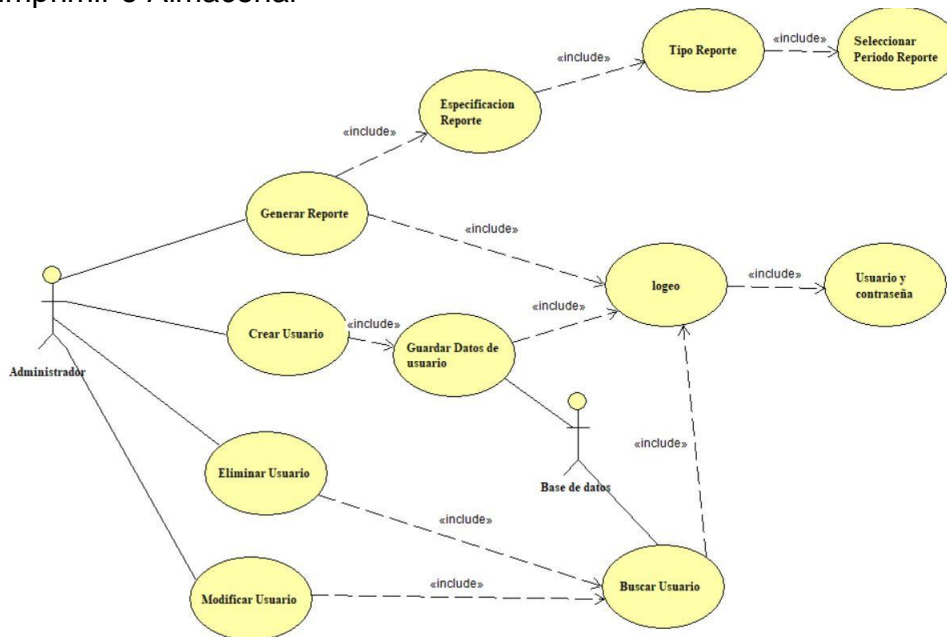 Imprimir o Almacenar
«include»
Tipo Reporte
«include»
Seleccionar
Periodo Reporte
Especificacion
Reporte
«include»
Generar Reporte
«include»
logeo
«include»
Usuario y
contraseña
Crear Usuario
«include»
Guardar Datos de
usuario
«include»
Administrador
«include»
Eliminar Usuario
Base de datos
«include»
Modificar Usuario
«include»
Buscar Usuario